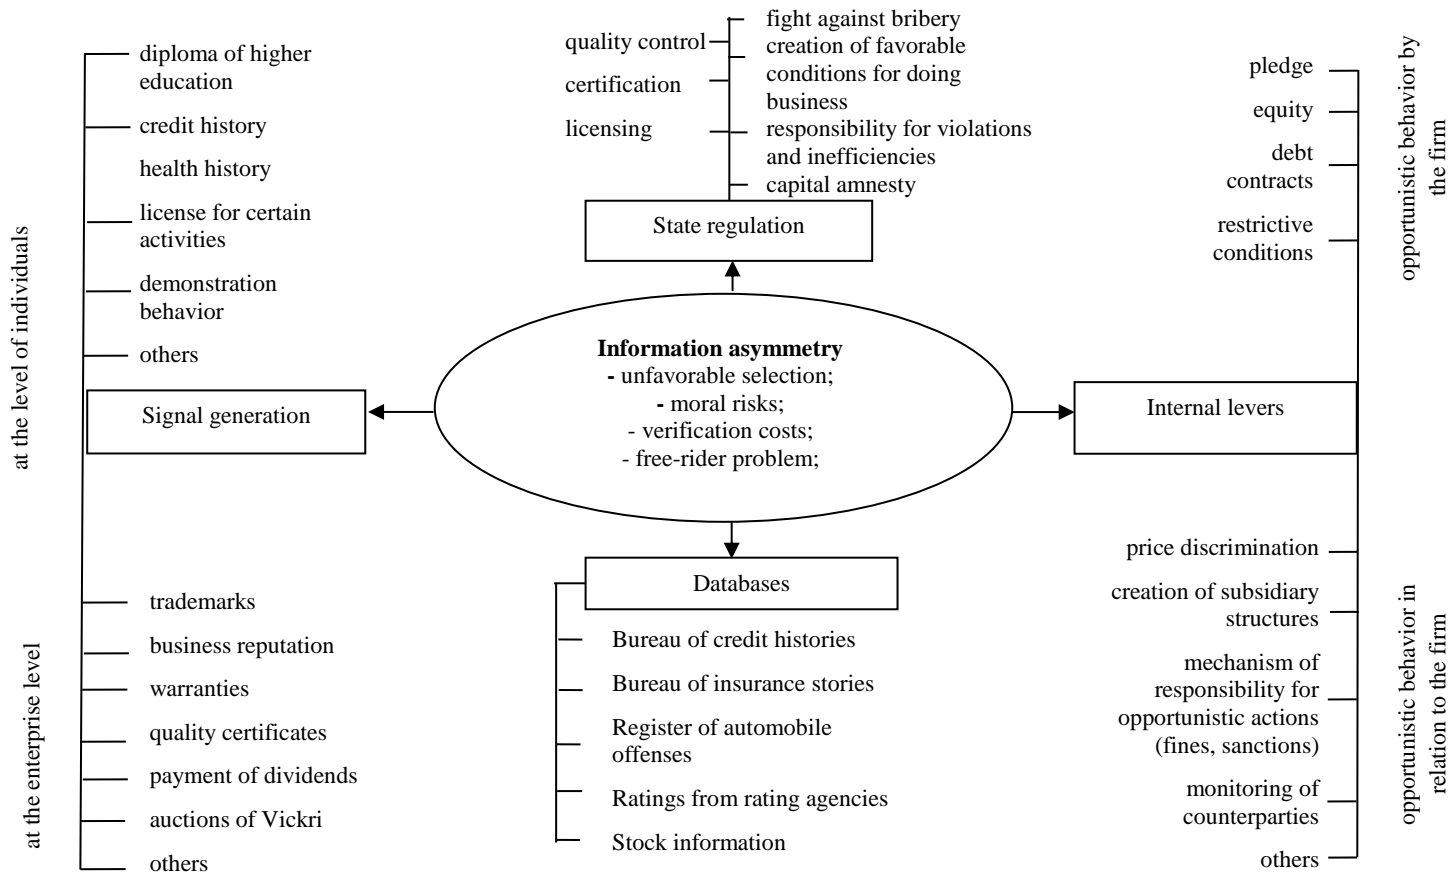 at the level of individuals
diploma of higher
education
credit history
health history
license for certain
activities
demonstration
behavior
others
Signal generation
at the enterprise level
trademarks
business reputation
warranties
quality certificates
payment of dividends
auctions of Vickri
others
quality control
certification
licensing
fight against bribery
creation of favorable
conditions for doing
business
responsibility for violations
and inefficiencies
capital amnesty
State regulation
Information asymmetry
- unfavorable selection;
- moral risks;
- verification costs;
- free-rider problem;
Databases
Bureau of credit histories
Bureau of insurance stories
Register of automobile
offenses
Ratings from rating agencies
Stock information
opportunistic behavior by
the firm
pledge
equity
debt
contracts
restrictive
conditions
Internal levers
opportunistic behavior in
relation to the firm
price discrimination
creation of subsidiary
structures
mechanism of
responsibility for
opportunistic actions
(fines, sanctions)
monitoring of
counterparties
others